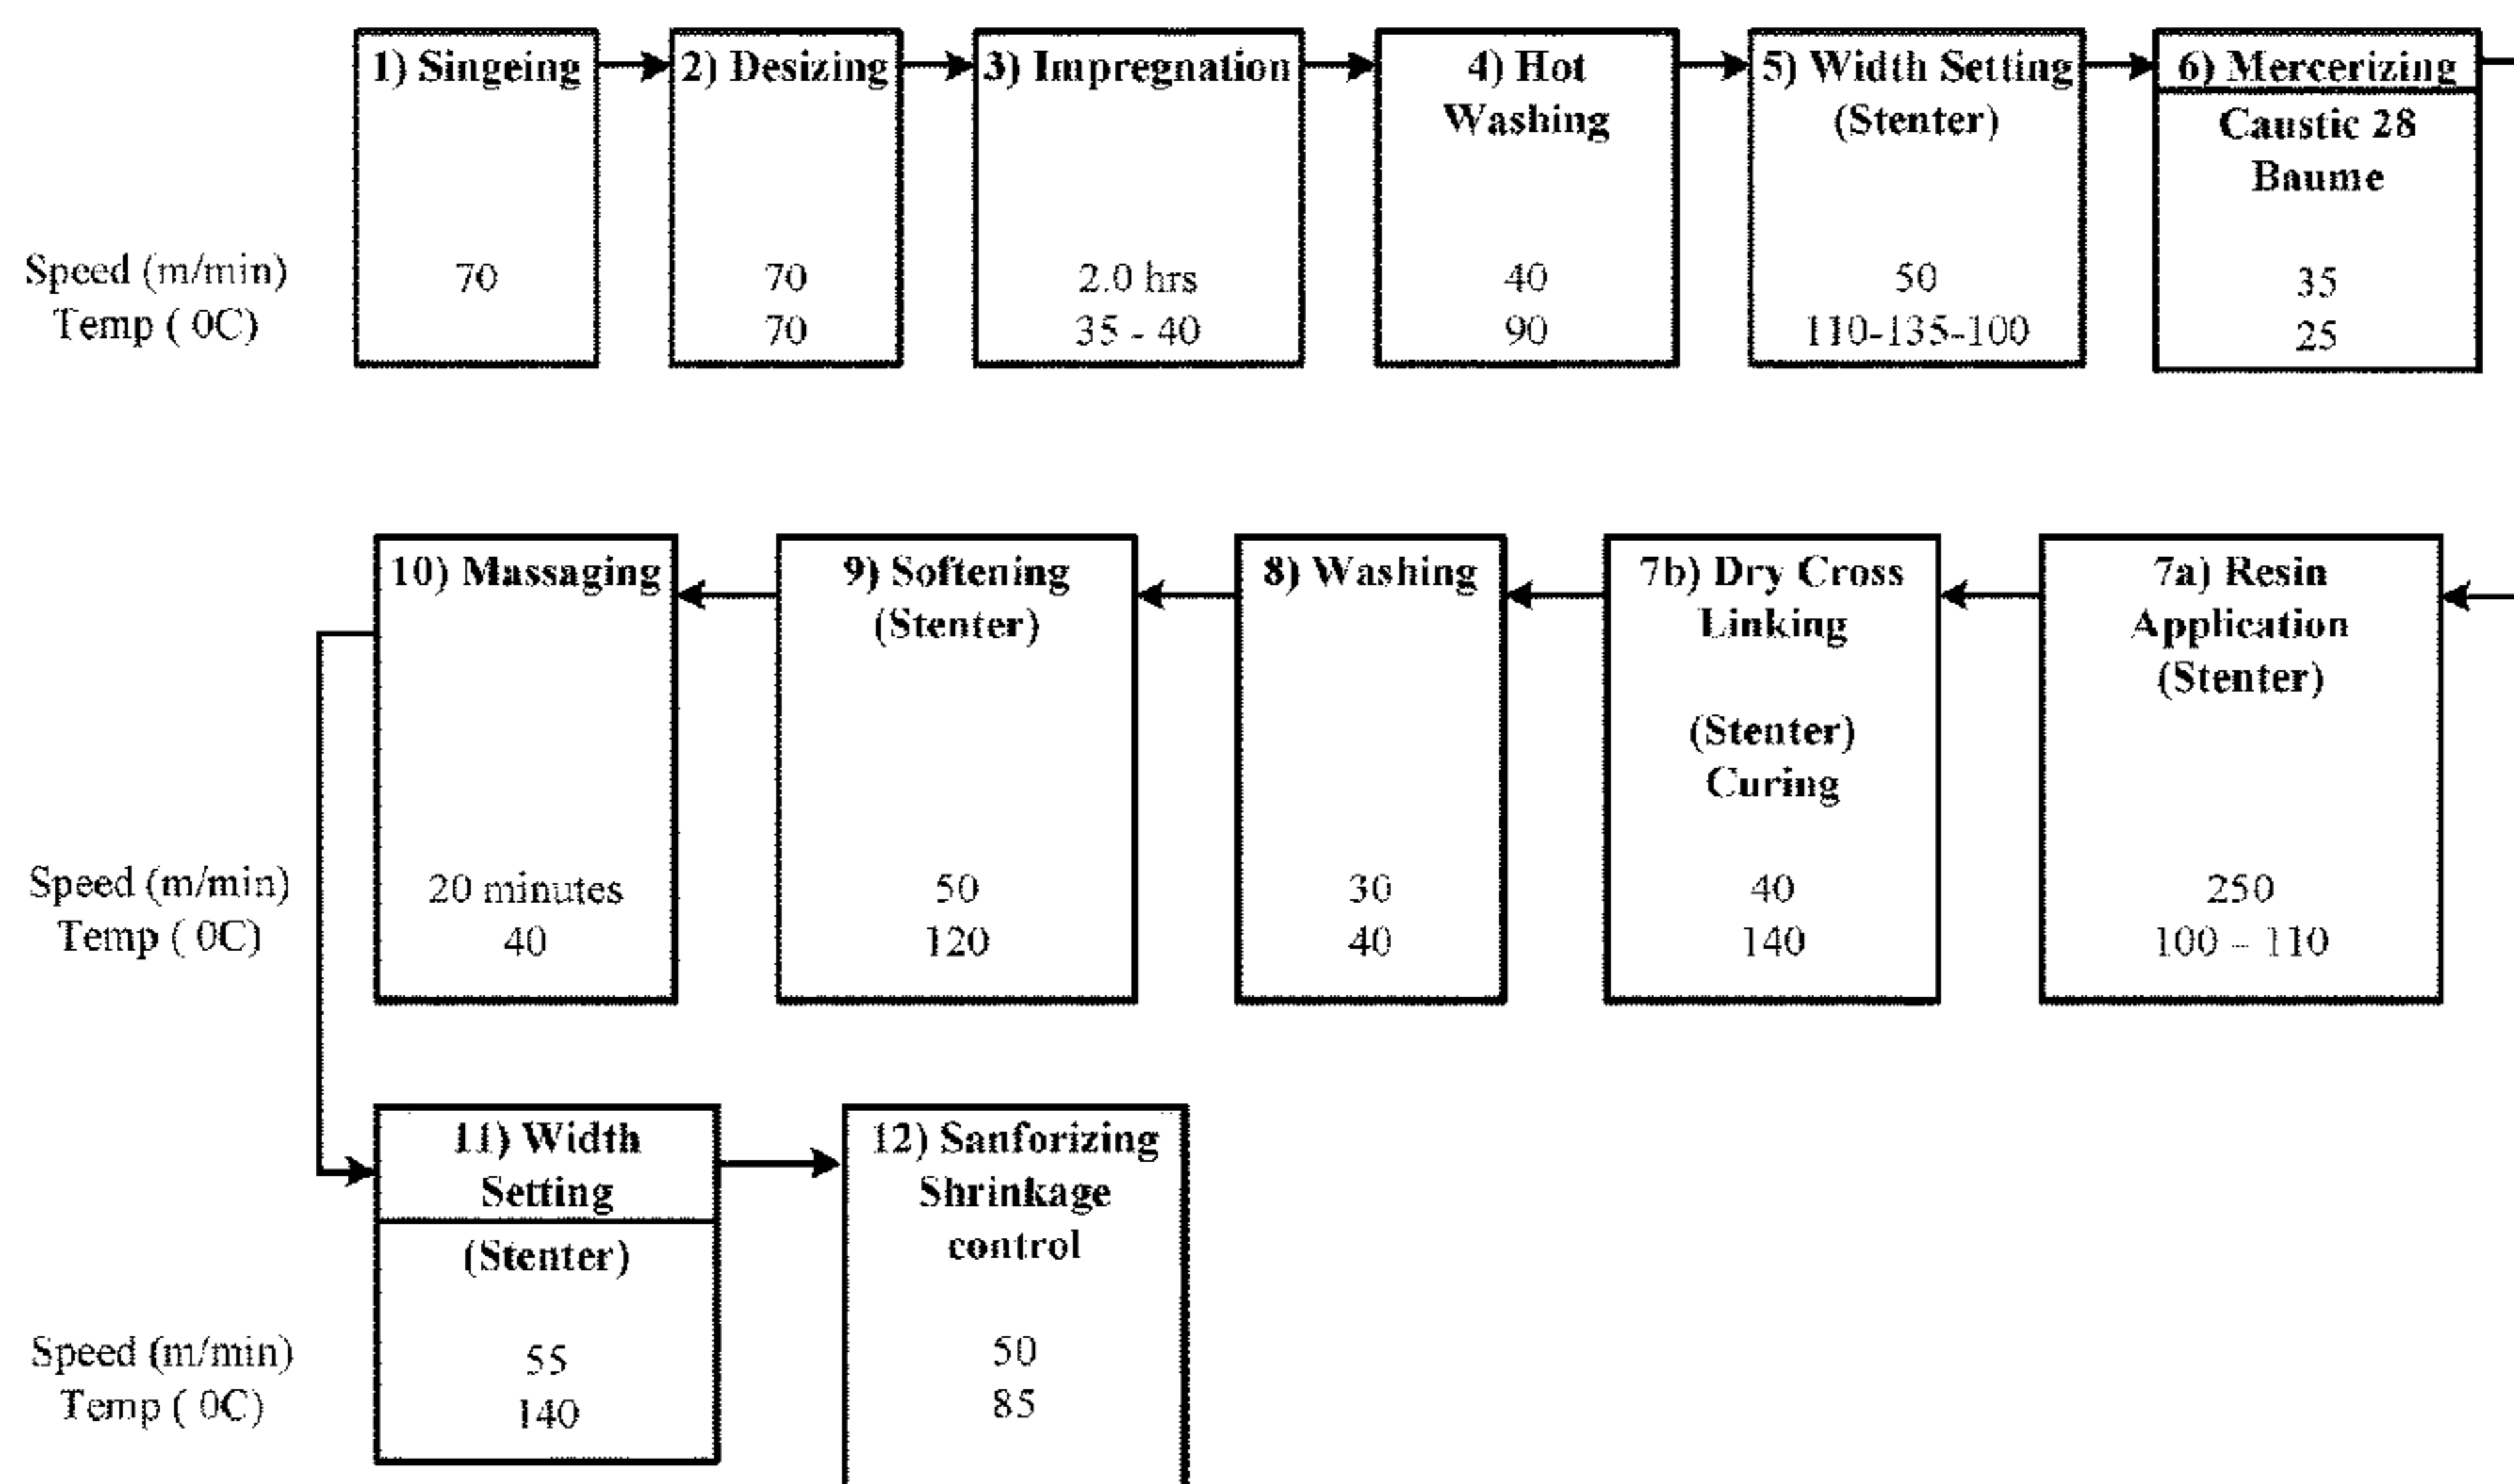 1) Singeing
70
2) Desizing
70
70
3) Impregnation
2.0 hrs
35 - 40
4) Hot
Washing
40
90
5) Width Setting
(Stenter)
50
110-135-100
6) Mercerizing
Caustic 28
Baume
35
25
Speed (m/min)
Temp ( 0C)
7a) Resin
Application
(Stenter)
250
100 – 110
7b) Dry Cross
Linking
(Stenter)
Curing
40
140
8) Washing
30
40
9) Softening
(Stenter)
50
120
10) Massaging
20 minutes
40
Speed (m/min)
Temp ( 0C)
11) Width
Setting
(Stenter)
55
140
12) Sanforizing
Shrinkage
control
50
85
Speed (m/min)
Temp ( 0C)